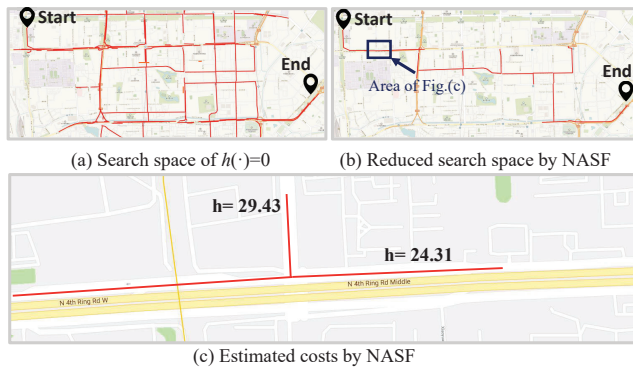 Start
End
(a) Search space of h(·)=0
Start
End
Area of Fig.(c)
(b) Reduced search space by NASF
h= 29.43
h= 24.31
N 4th Ring Rd W
N 4th Ring Rd Middle
(c) Estimated costs by NASF